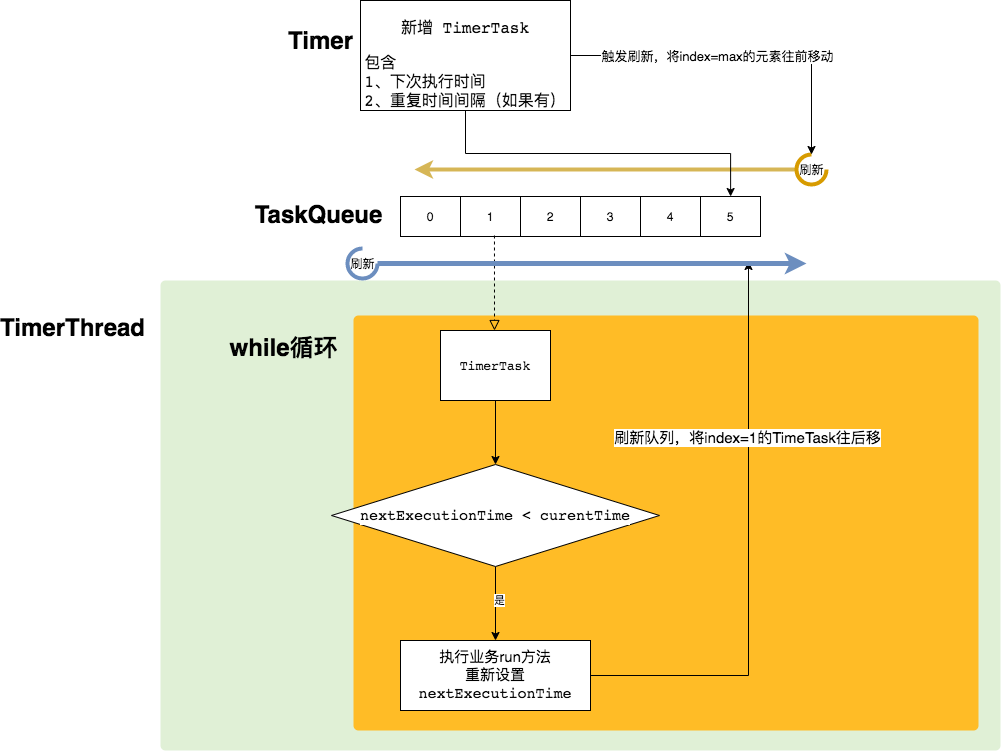 新增 TimerTask
Timer
包含
1、下次执行时间
2、重复时间间隔（如果有）
触发刷新，将index=max的元素往前移动
刷新
TaskQueue
0
1
2
3
4
5
刷新
TimerThread
while循环
TimerTask
刷新队列，将index=1的TimeTask往后移
nextExecutionTime < curentTime
是
执行业务run方法
重新设置
nextExecutionTime